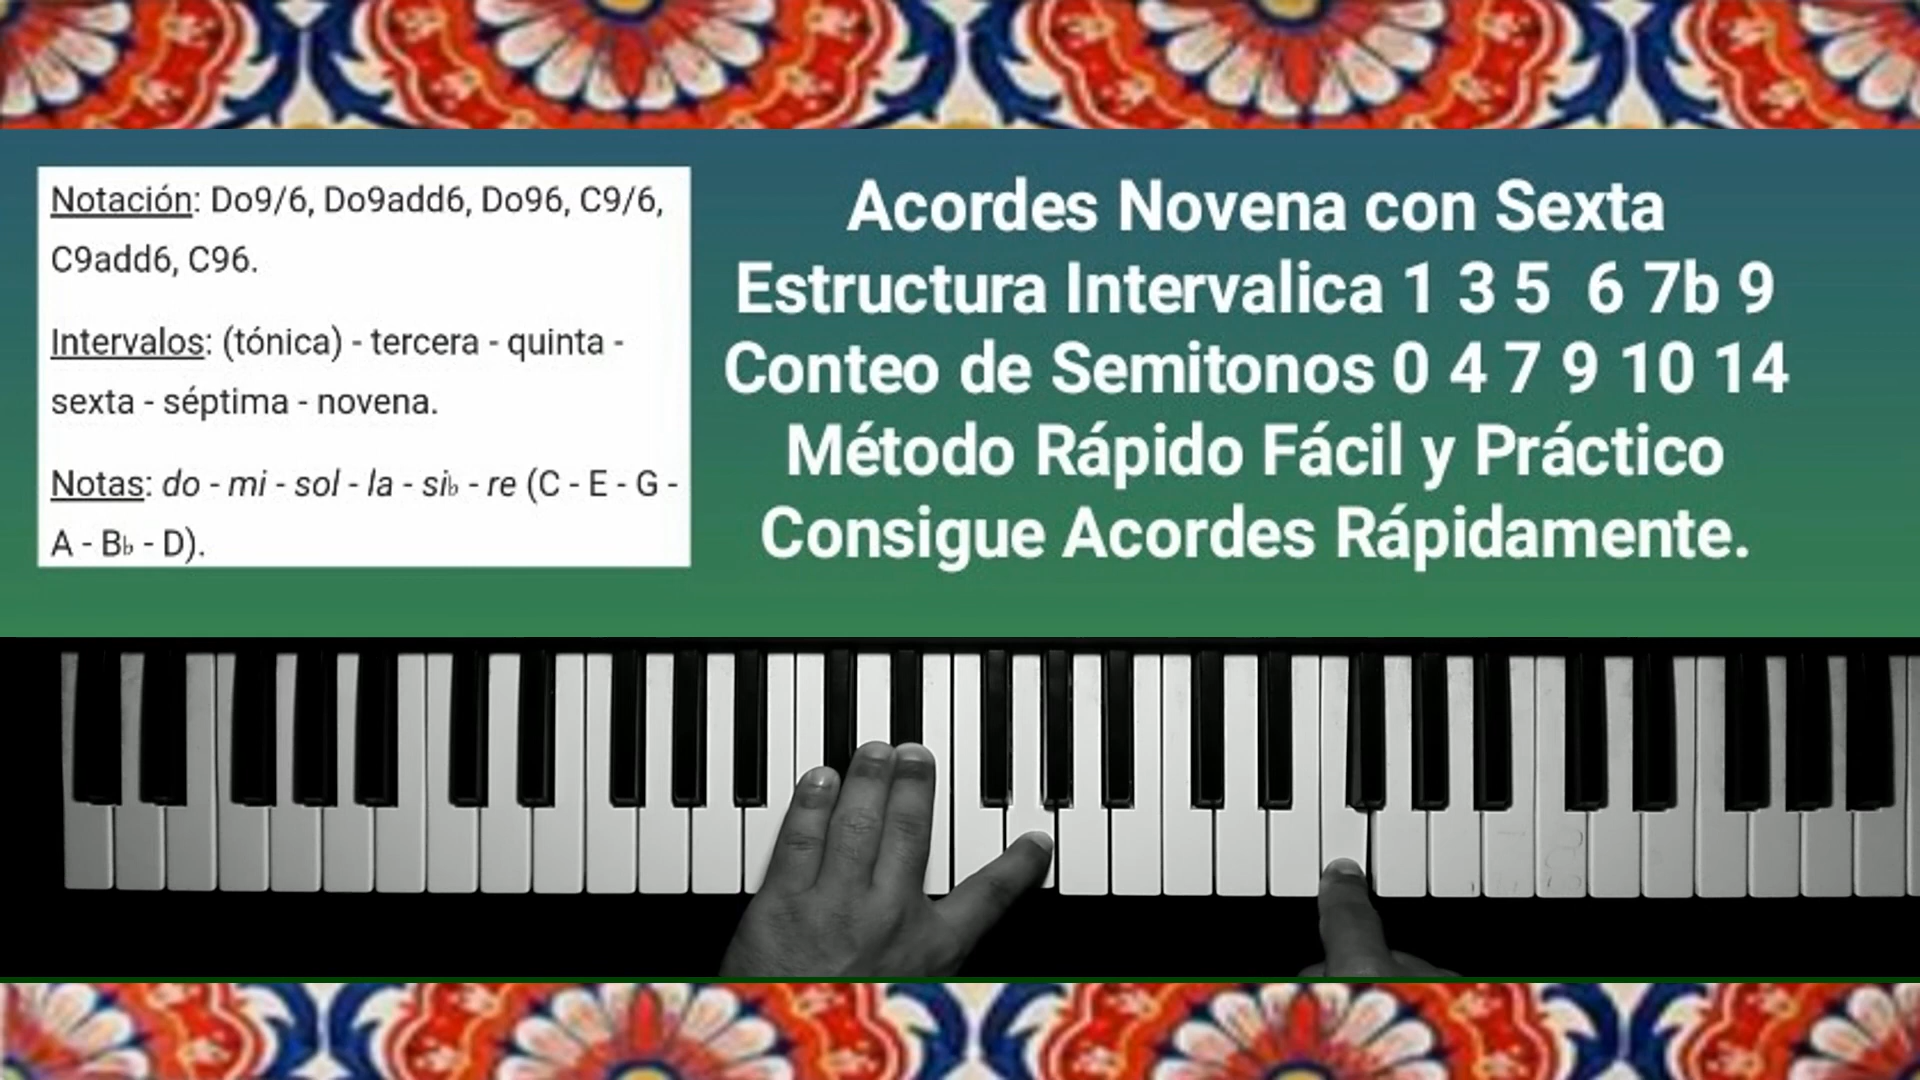 Notación: Do9/6, Do9add6, Do96, C9/6,
C9add6, C96.
Intervalos: (tónica) - tercera - quinta -
sexta - séptima - novena.
Notas: do - mi - sol - la - si♭ - re (C - E - G -
A - B♭ - D).
Acordes Novena con Sexta
Estructura Intervalica 1 3 5  6 7b 9
Conteo de Semitonos 0 4 7 9 10 14
Método Rápido Fácil y Práctico
Consigue Acordes Rápidamente.